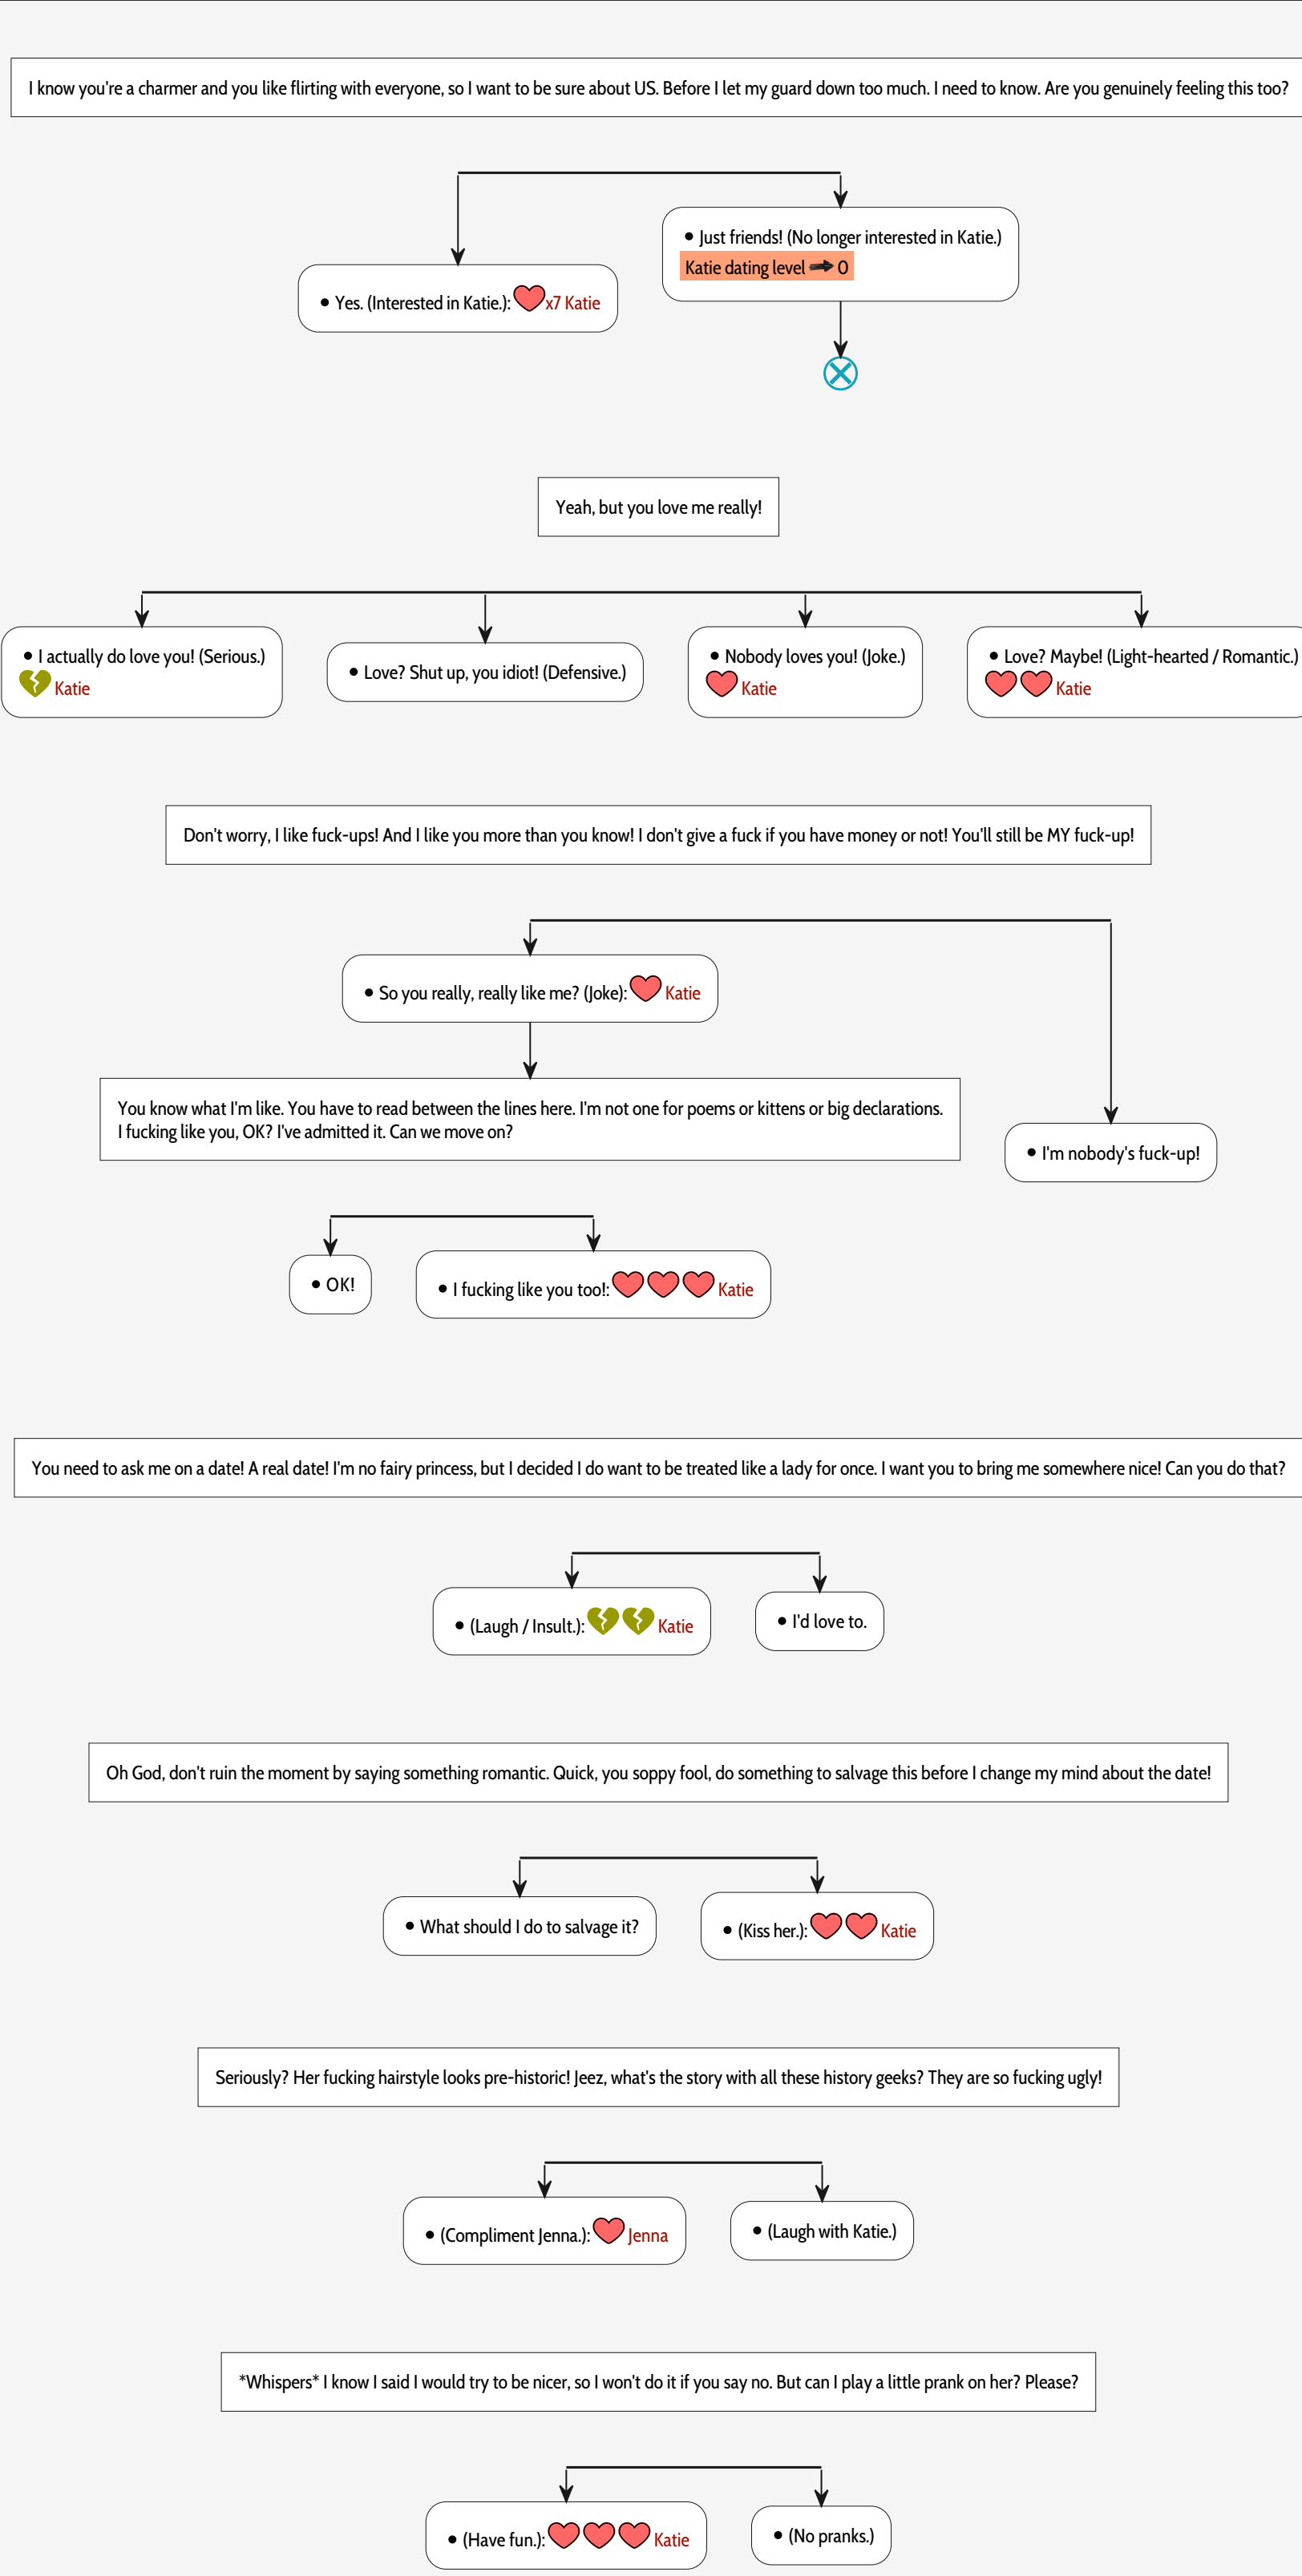 I know you're a charmer and you like flirting with everyone, so I want to be sure about US. Before I let my guard down too much. I need to know. Are you genuinely feeling this too?
Just friends! (No longer interested in Katie.)
Katie dating level 0
Yes. (Interested in Katie.): x7 Katie
Yeah, but you love me really!
I actually do love you! (Serious.)
Katie
Love? Shut up, you idiot! (Defensive.)
Nobody loves you! (Joke.)
Katie
Love? Maybe! (Light-hearted / Romantic.)
Katie
Don't worry, I like fuck-ups! And I like you more than you know! I don't give a fuck if you have money or not! You'll still be MY fuck-up!
So you really, really like me? (Joke): Katie
You know what I'm like. You have to read between the lines here. I'm not one for poems or kittens or big declarations.
I fucking like you, OK? I've admitted it. Can we move on?
I'm nobody's fuck-up!
OK!
I fucking like you too!: Katie
You need to ask me on a date! A real date! I'm no fairy princess, but I decided I do want to be treated like a lady for once. I want you to bring me somewhere nice! Can you do that?
(Laugh / Insult.): Katie
I'd love to.
Oh God, don't ruin the moment by saying something romantic. Quick, you soppy fool, do something to salvage this before I change my mind about the date!
What should I do to salvage it?
(Kiss her.): Katie
Seriously? Her fucking hairstyle looks pre-historic! Jeez, what's the story with all these history geeks? They are so fucking ugly!
(Compliment Jenna.): Jenna
(Laugh with Katie.)
*Whispers* I know I said I would try to be nicer, so I won't do it if you say no. But can I play a little prank on her? Please?
(Have fun.): Katie
(No pranks.)